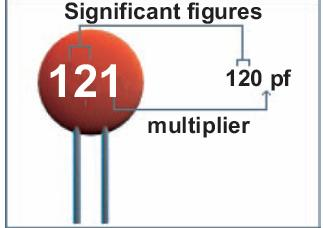 Significant figures
121
120 pf
multiplier